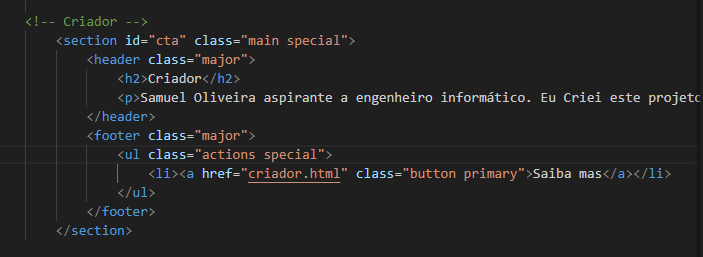 <!-- Criador -->
<section id="cta" class="main special">
<header class="major">
<h2>Criador</h2>
<p>Samuel Oliveira aspirante a engenheiro informático. Eu Criei este projeto
</header>
<footer class="major">
<ul class="actions special">
<li><a href="criador.html" class="button primary">Saiba mas</a></li>
</ul>
</footer>
</section>